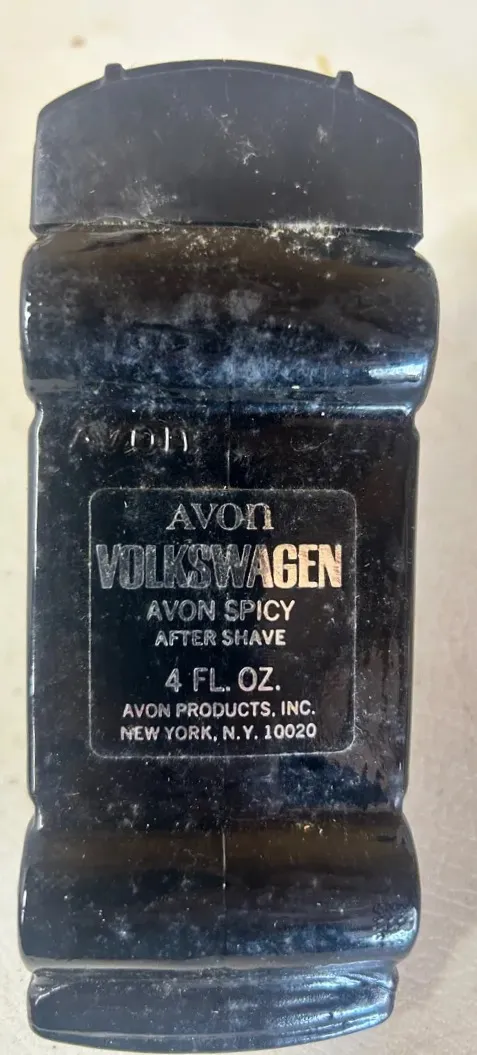 Avon
Avon
VOLKSWAGEN
AVON SPICY
AFTER SHAVE
4 FL. OZ.
AVON PRODUCTS, INC.
NEW YORK, N.Y. 10020